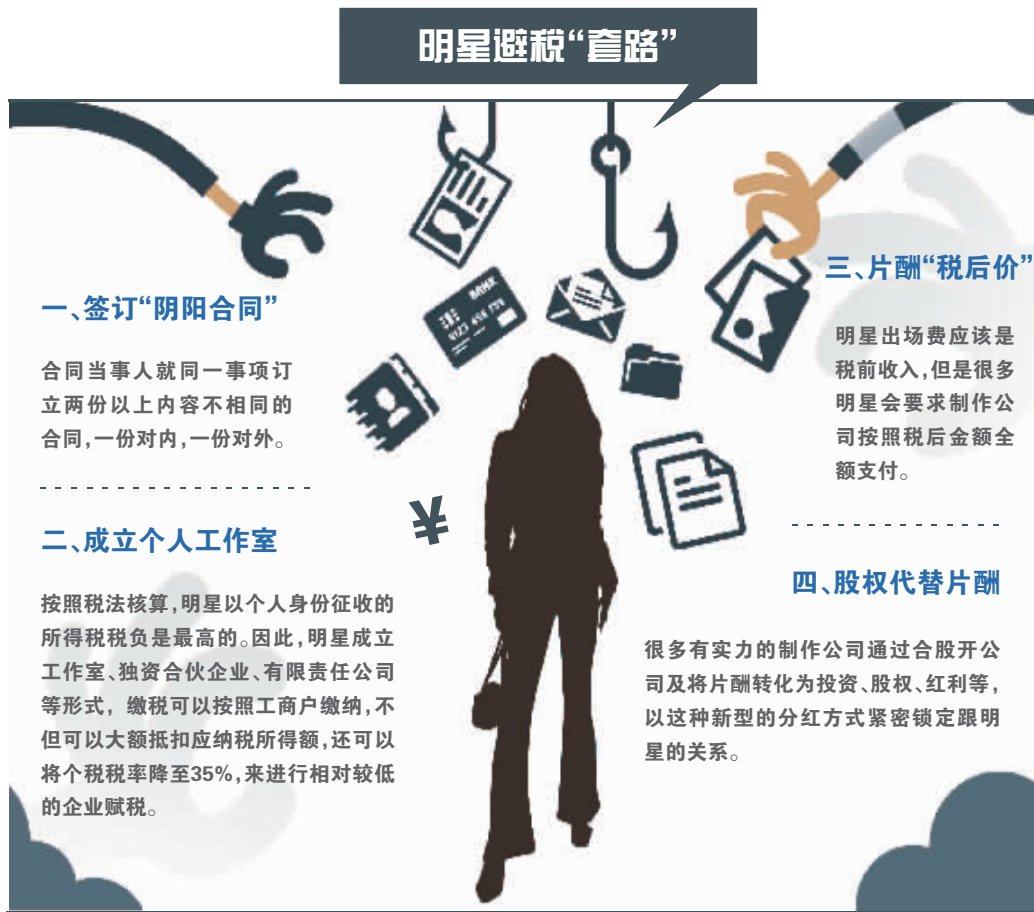 明星避税“套路”
一、签订“阴阳合同”
合同当事人就同一事项订
立两份以上内容不相同的
合同,一份对内,一份对外。
二、成立个人工作室
按照税法核算,明星以个人身份征收的
所得税税负是最高的。因此,明星成立
工作室、独资合伙企业、有限责任公司
等形式，缴税可以按照工商户缴纳,不
但可以大额抵扣应纳税所得额,还可以
将个税税率降至35%,来进行相对较低
的企业赋税。
¥
三、片酬“税后价”
明星出场费应该是
税前收入,但是很多
明星会要求制作公
司按照税后金额全
额支付。
四、股权代替片酬
很多有实力的制作公司通过合股开公
司及将片酬转化为投资、股权、红利等,
以这种新型的分红方式紧密锁定跟明
星的关系。